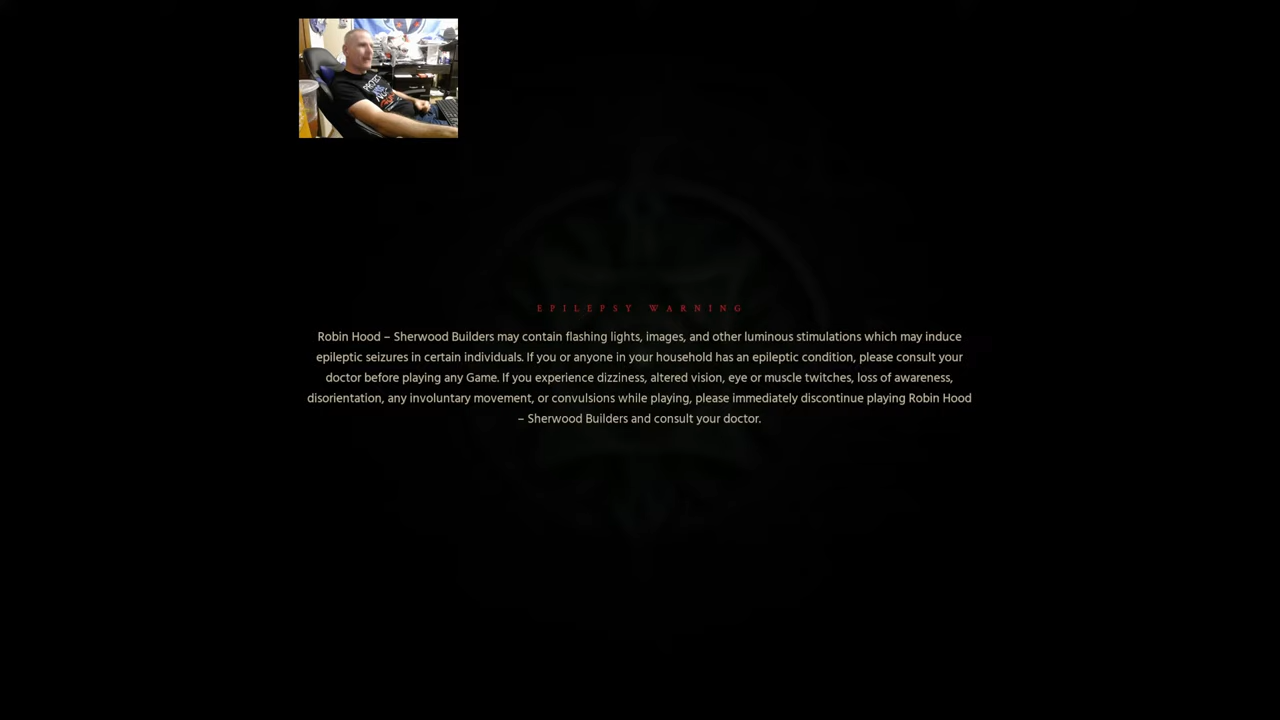 EPILEPSY WARNING
Robin Hood – Sherwood Builders may contain flashing lights, images, and other luminous stimulations which may induce
epileptic seizures in certain individuals. If you or anyone in your household has an epileptic condition, please consult your
doctor before playing any Game. If you experience dizziness, altered vision, eye or muscle twitches, loss of awareness,
disorientation, any involuntary movement, or convulsions while playing, please immediately discontinue playing Robin Hood
– Sherwood Builders and consult your doctor.